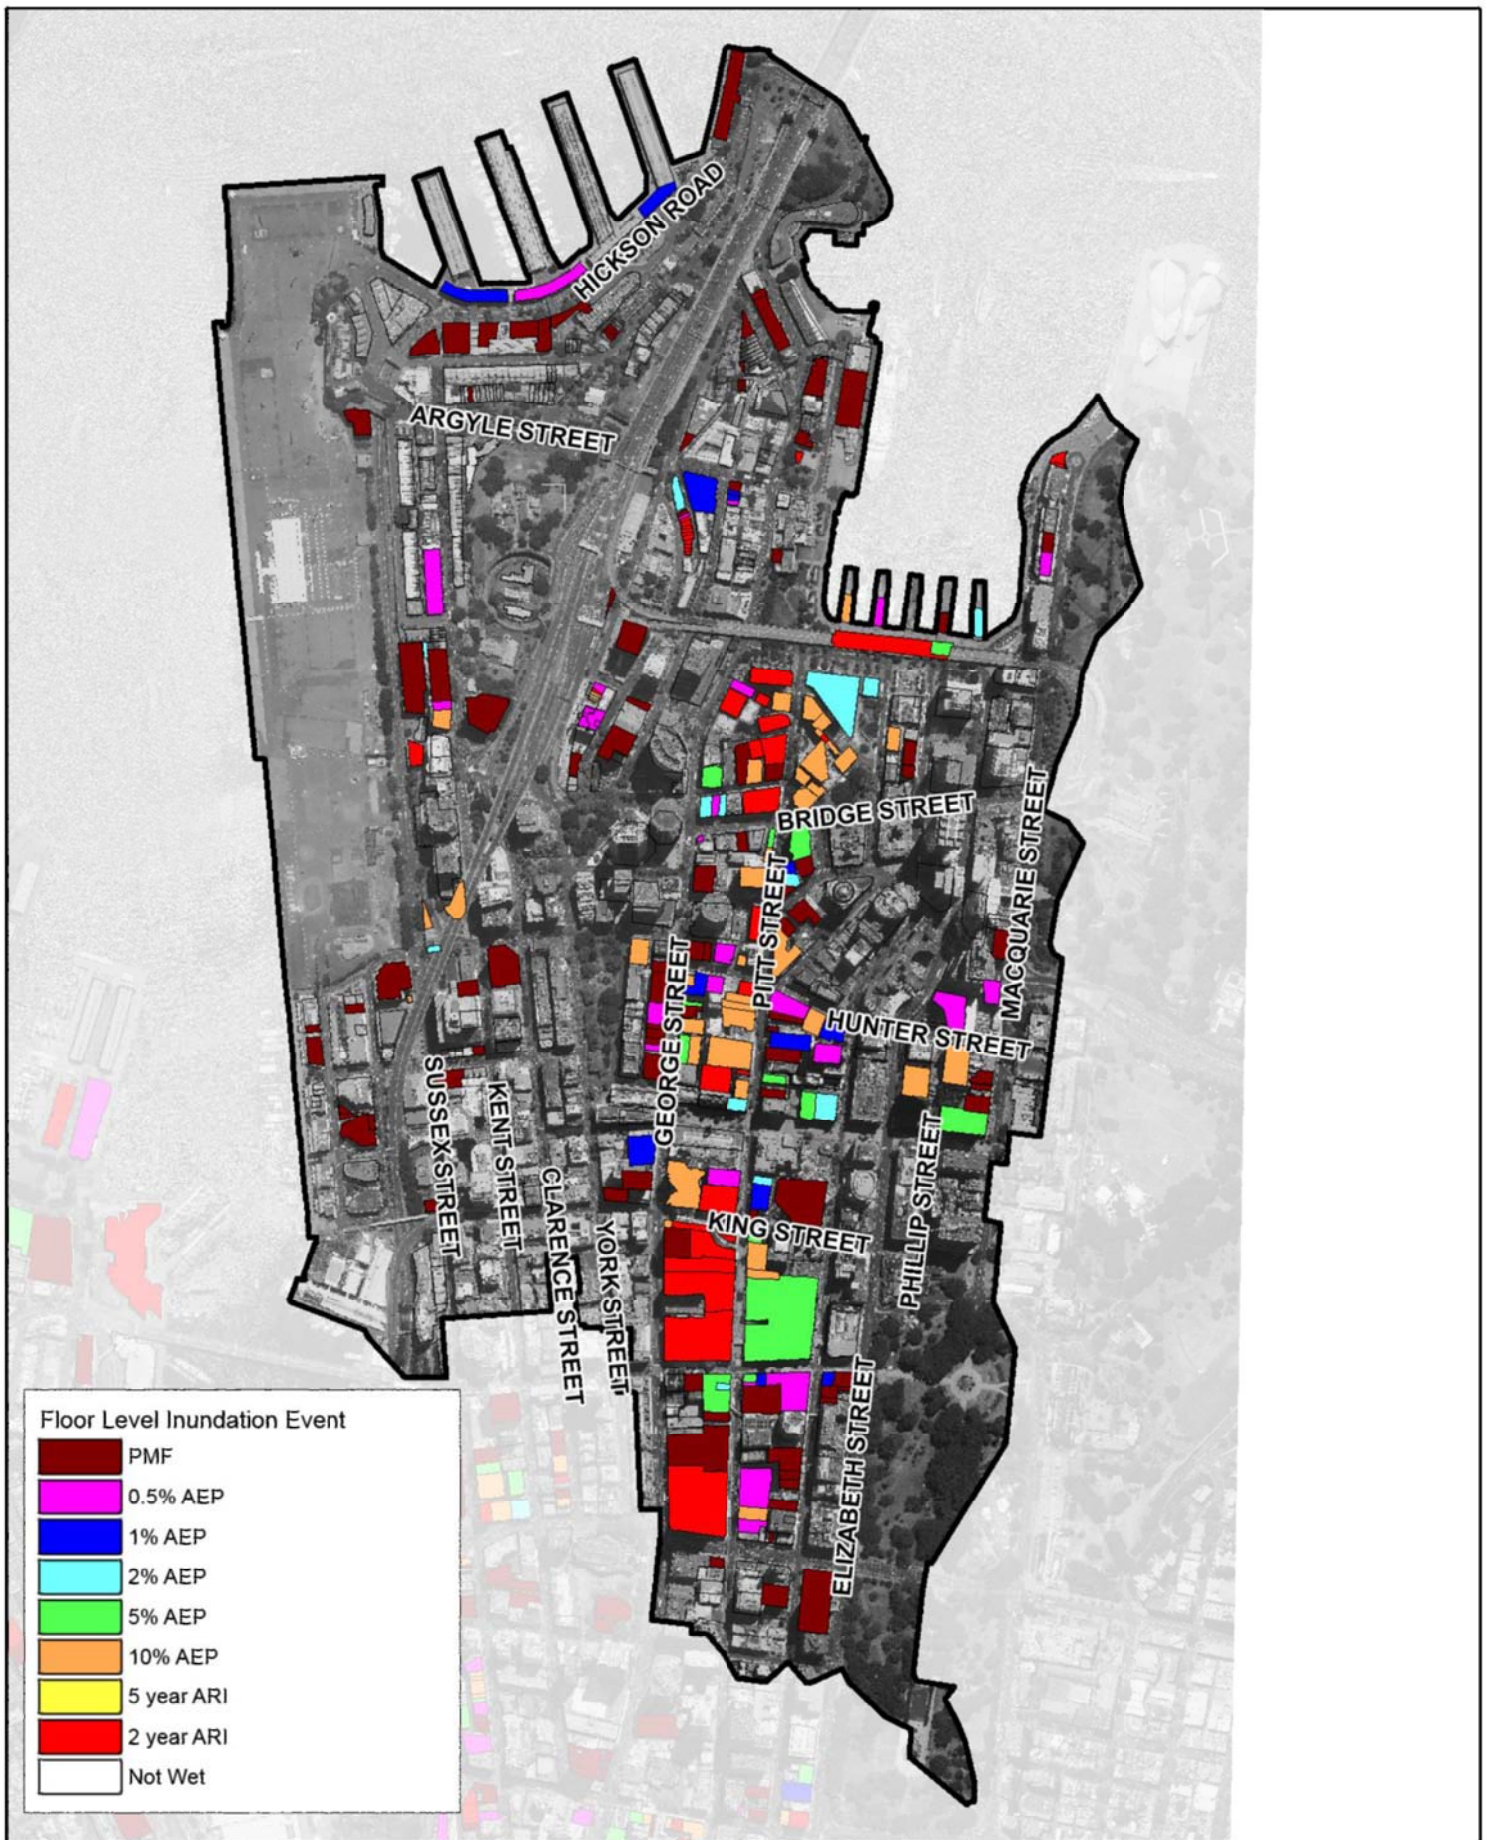 HICKSON ROAD
ARGYLE STREET
BRIDGE STREET
MACQUARIE STREET
PITT STREET
GEORGE STREET
HUNTER STREET
SUSSEX STREET
KENT STREET
PHILLIP STREET
CLARENCE STREET
YORK STREET
KING STREET
ELIZABETH STREET
Floor Level Inundation Event
PMF
0.5% AEP
1% AEP
2% AEP
5% AEP
10% AEP
5 year ARI
2 year ARI
Not Wet